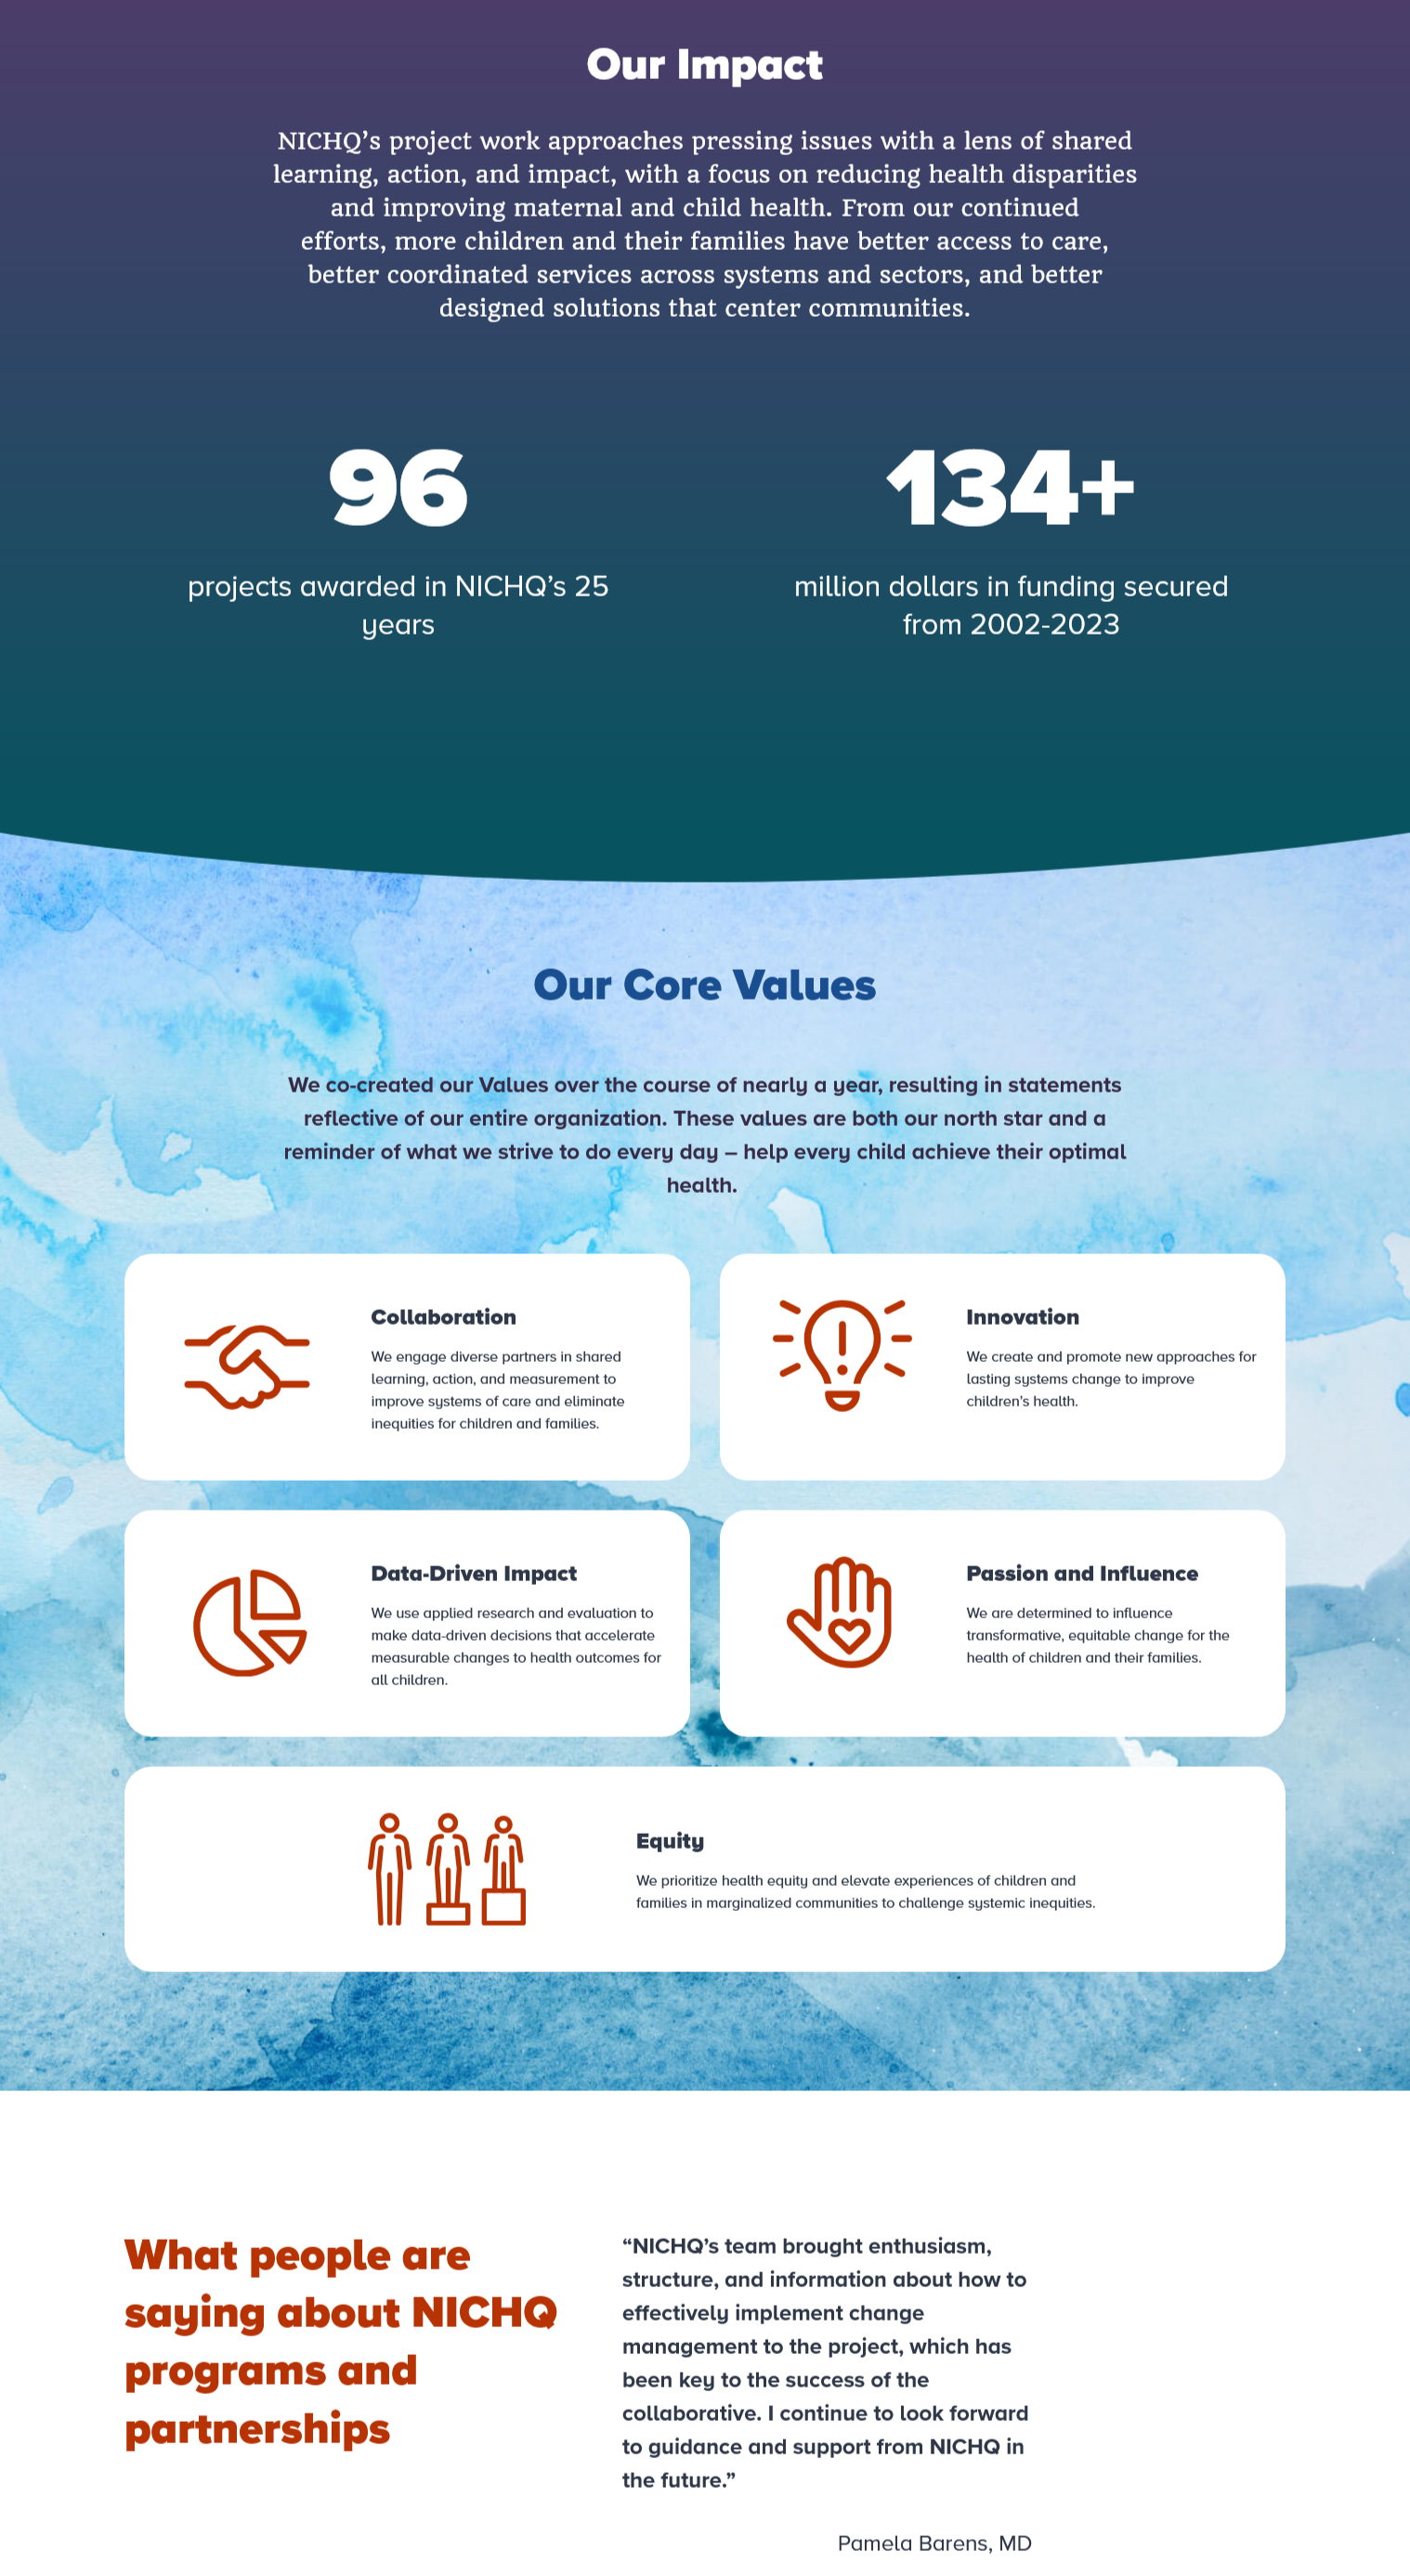 Our Impact
NICHQ’s project work approaches pressing issues with a lens of shared
learning, action, and impact, with a focus on reducing health disparities
and improving maternal and child health. From our continued
efforts, more children and their families have better access to care,
better coordinated services across systems and sectors, and better
designed solutions that center communities.
96
projects awarded in NICHQ’s 25
years
134+
million dollars in funding secured
from 2002-2023
Our Core Values
We co-created our Values over the course of nearly a year, resulting in statements
reflective of our entire organization. These values are both our north star and a
reminder of what we strive to do every day – help every child achieve their optimal
health.
Collaboration
We engage diverse partners in shared
learning, action, and measurement to
improve systems of care and eliminate
inequities for children and families.
Innovation
We create and promote new approaches for
lasting systems change to improve
children’s health.
Data-Driven Impact
We use applied research and evaluation to
make data-driven decisions that accelerate
measurable changes to health outcomes for
all children.
Passion and Influence
We are determined to influence
transformative, equitable change for the
health of children and their families.
Equity
We prioritize health equity and elevate experiences of children and
families in marginalized communities to challenge systemic inequities.
What people are
saying about NICHQ
programs and
partnerships
“NICHQ’s team brought enthusiasm,
structure, and information about how to
effectively implement change
management to the project, which has
been key to the success of the
collaborative. I continue to look forward
to guidance and support from NICHQ in
the future.”
Pamela Barens, MD